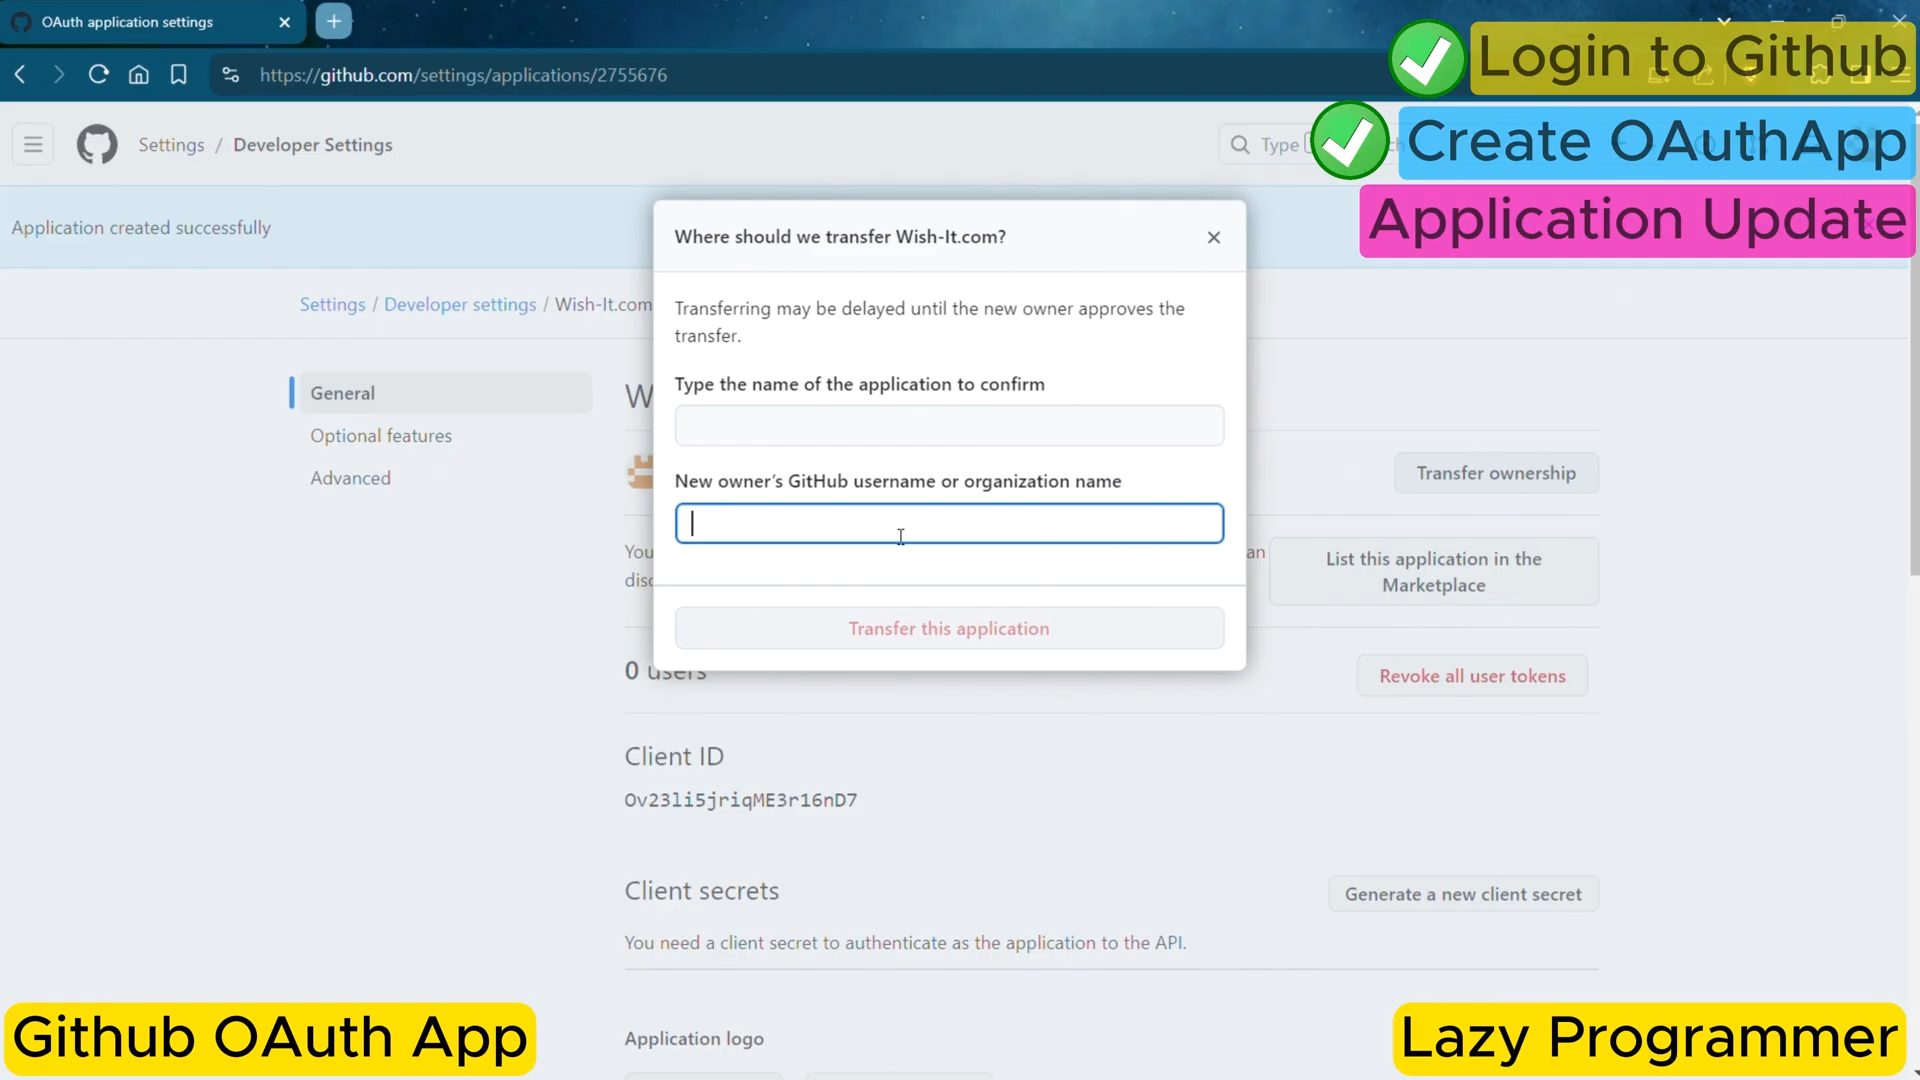 OAuth application settings
https://github.com/settings/applications/2755676
Login to Github
Settings / Developer Settings
Type
Create OAuthApp
Application created successfully
Application Update
Where should we transfer Wish-It.com?
Settings / Developer settings / Wish-It.com
Transferring may be delayed until the new owner approves the
transfer.
Type the name of the application to confirm
General
Optional features
Advanced
W
New owner's GitHub username or organization name
Transfer ownership
You
disc
an
List this application in the
Marketplace
Transfer this application
0 users
Revoke all user tokens
Client ID
Ov23li5jriqME3r16nD7
Client secrets
Generate a new client secret
You need a client secret to authenticate as the application to the API.
Github OAuth App
Application logo
Lazy Programmer